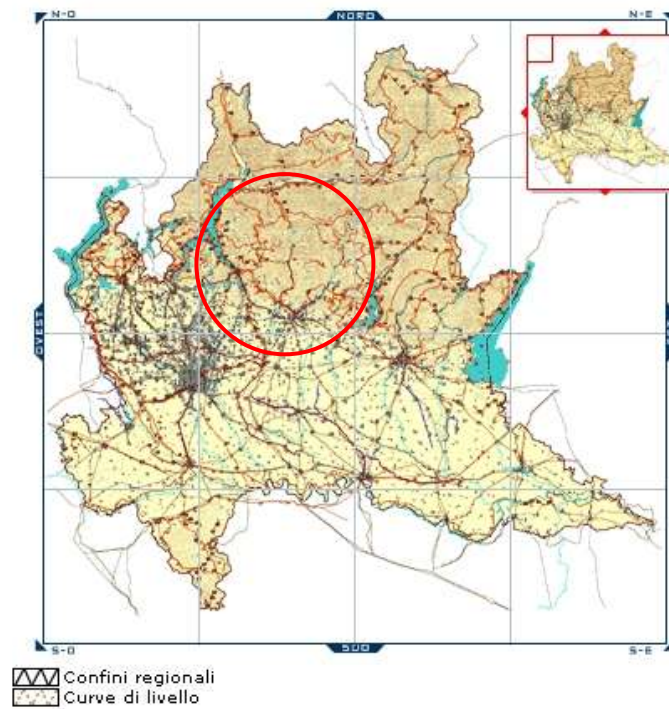 N-O NORD N-E
OVEST
S-O SUD S-E
Confini regionali
Curve di livello